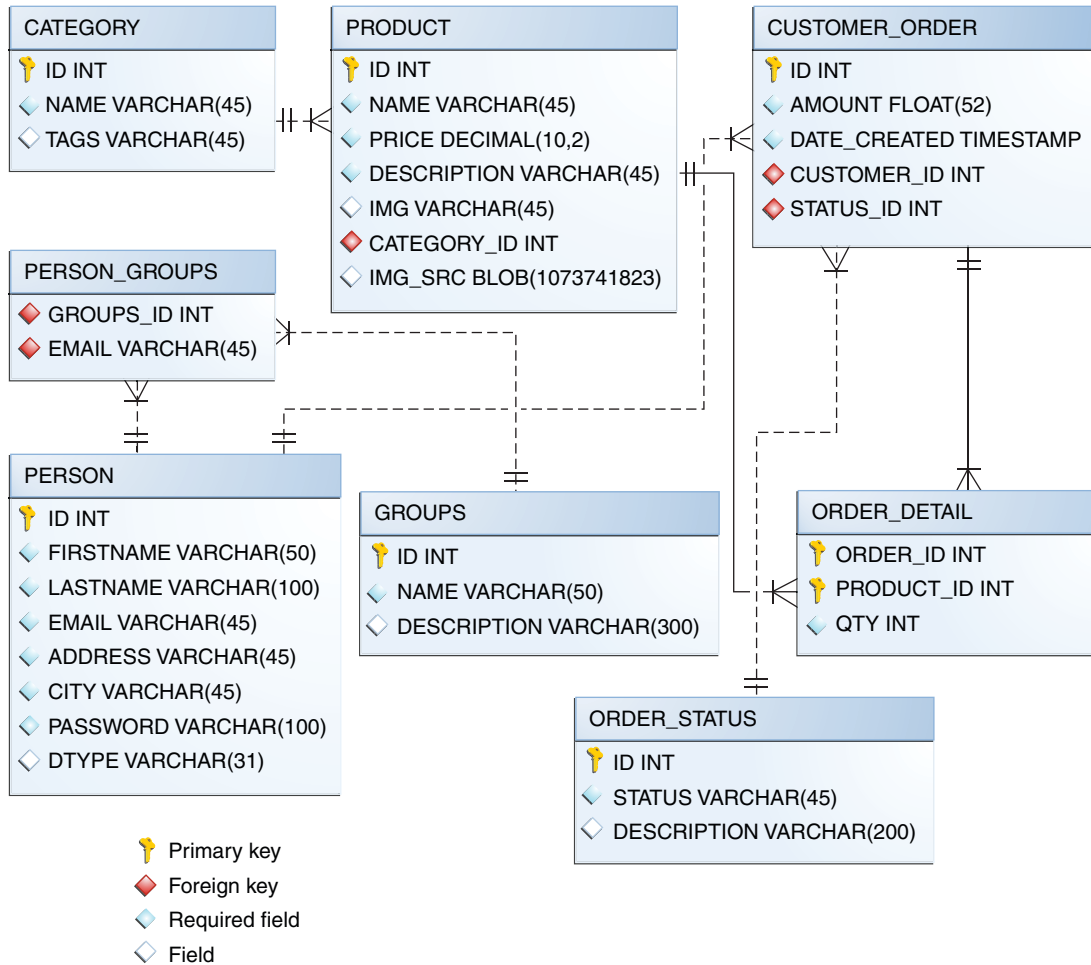 CATEGORY
ID INT
NAME VARCHAR(45)
TAGS VARCHAR(45)
PRODUCT
ID INT
NAME VARCHAR(45)
PRICE DECIMAL(10,2)
DESCRIPTION VARCHAR(45)
IMG VARCHAR(45)
CATEGORY_ID INT
IMG_SRC BLOB(1073741823)
CUSTOMER_ORDER
ID INT
AMOUNT FLOAT(52)
DATE_CREATED TIMESTAMP
CUSTOMER_ID INT
STATUS_ID INT
PERSON_GROUPS
GROUPS_ID INT
EMAIL VARCHAR(45)
PERSON
ID INT
FIRSTNAME VARCHAR(50)
LASTNAME VARCHAR(100)
EMAIL VARCHAR(45)
ADDRESS VARCHAR(45)
CITY VARCHAR(45)
PASSWORD VARCHAR(100)
DTYPE VARCHAR(31)
GROUPS
ID INT
NAME VARCHAR(50)
DESCRIPTION VARCHAR(300)
ORDER_DETAIL
ORDER_ID INT
PRODUCT_ID INT
QTY INT
ORDER_STATUS
ID INT
STATUS VARCHAR(45)
DESCRIPTION VARCHAR(200)
Primary key
Foreign key
Required field
Field